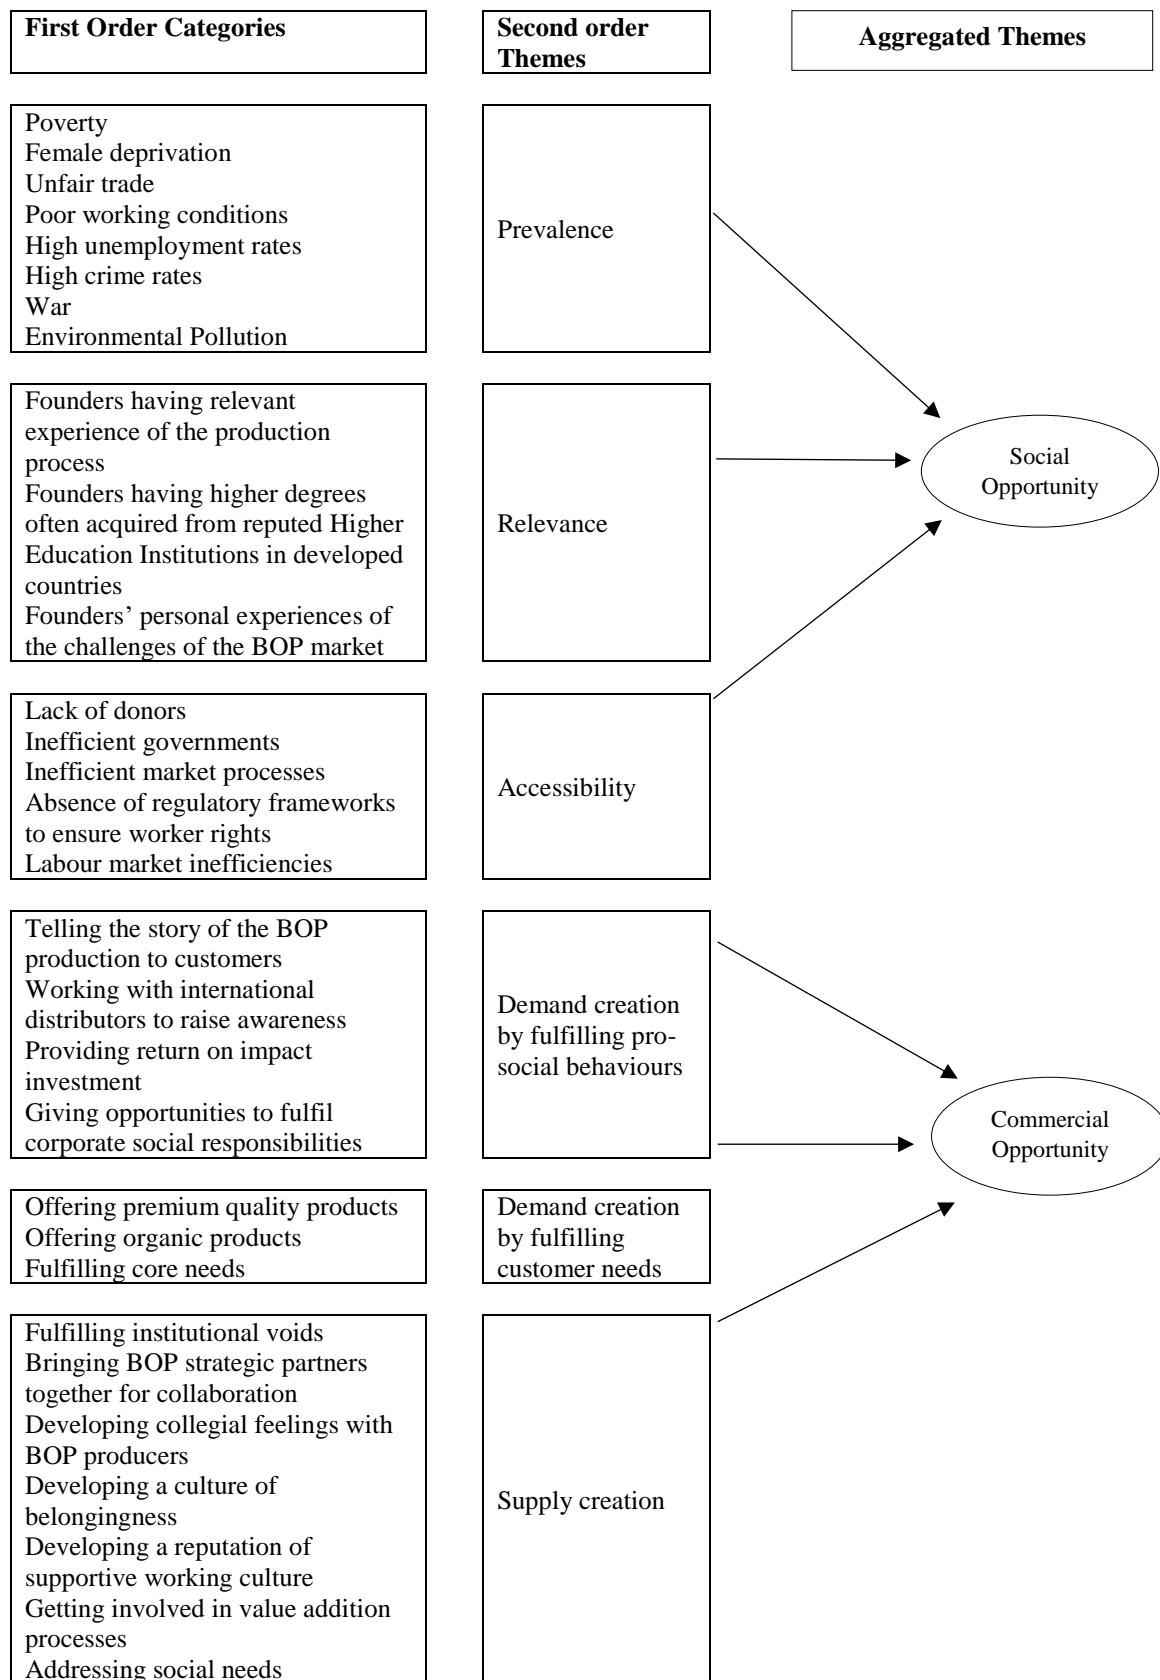 First Order Categories
Second order
Themes
Aggregated Themes
Poverty
Female deprivation
Unfair trade
Poor working conditions
High unemployment rates
High crime rates
War
Environmental Pollution
Prevalence
Founders having relevant
experience of the production
process
Founders having higher degrees
often acquired from reputed Higher
Education Institutions in developed
countries
Founders’ personal experiences of
the challenges of the BOP market
Relevance
Social
Opportunity
Lack of donors
Inefficient governments
Inefficient market processes
Absence of regulatory frameworks
to ensure worker rights
Labour market inefficiencies
Accessibility
Telling the story of the BOP
production to customers
Working with international
distributors to raise awareness
Providing return on impact
investment
Giving opportunities to fulfil
corporate social responsibilities
Demand creation
by fulfilling pro-
social behaviours
Commercial
Opportunity
Offering premium quality products
Offering organic products
Fulfilling core needs
Demand creation
by fulfilling
customer needs
Fulfilling institutional voids
Bringing BOP strategic partners
together for collaboration
Developing collegial feelings with
BOP producers
Developing a culture of
belongingness
Developing a reputation of
supportive working culture
Getting involved in value addition
processes
Addressing social needs
Supply creation